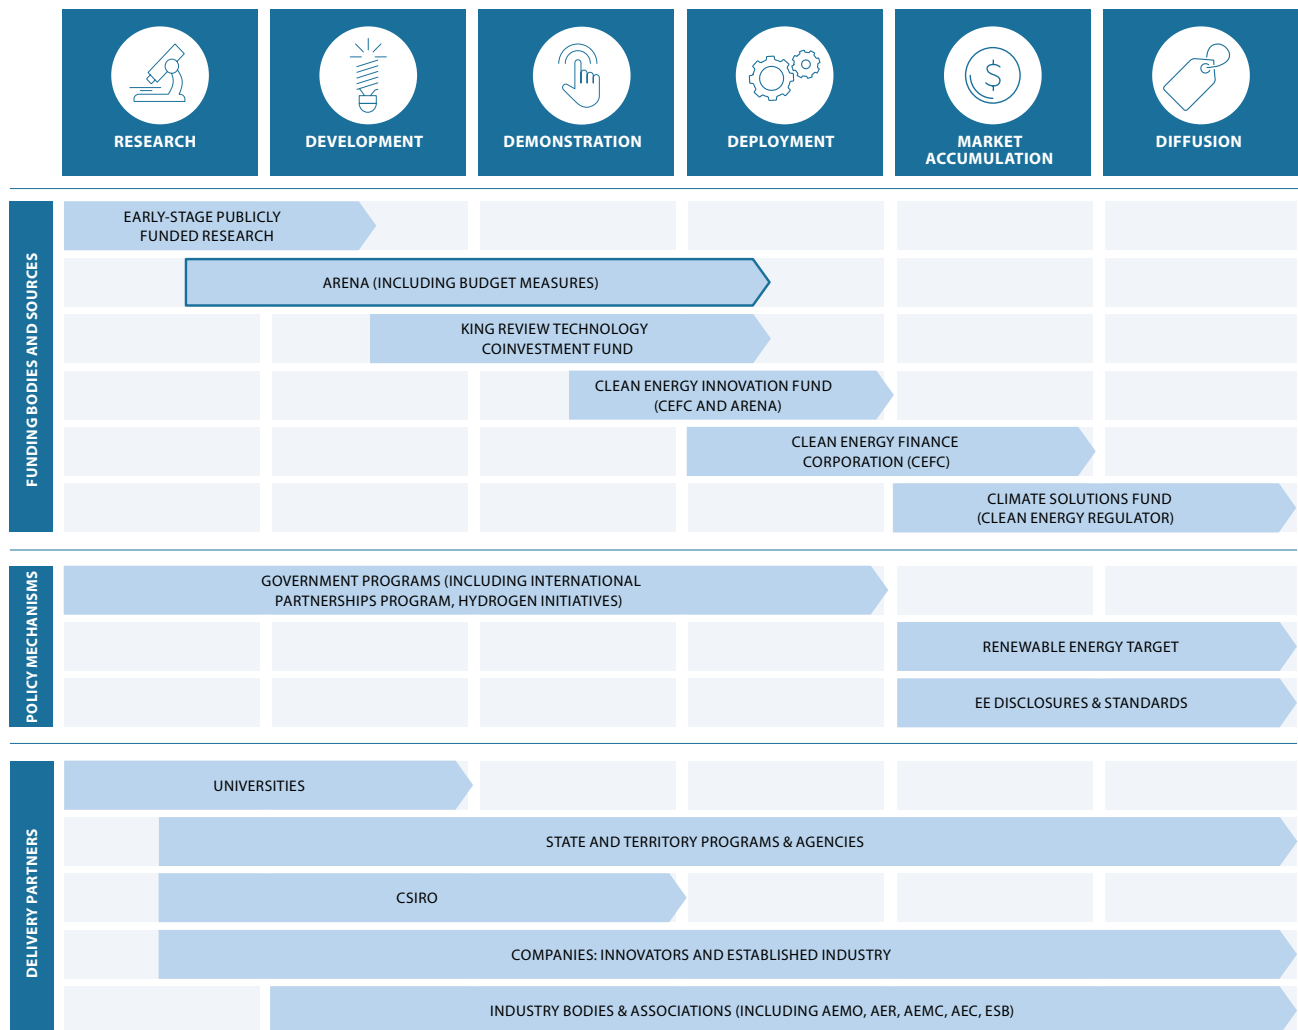 RESEARCH
DEVELOPMENT
DEMONSTRATION
DEPLOYMENT
MARKET
ACCUMULATION
DIFFUSION
FUNDING BODIES AND SOURCES
EARLY-STAGE PUBLICLY
FUNDED RESEARCH
ARENA (INCLUDING BUDGET MEASURES)
KING REVIEW TECHNOLOGY
COINVESTMENT FUND
CLEAN ENERGY INNOVATION FUND
(CEFC AND ARENA)
CLEAN ENERGY FINANCE
CORPORATION (CEFC)
CLIMATE SOLUTIONS FUND
(CLEAN ENERGY REGULATOR)
POLICY MECHANISMS
GOVERNMENT PROGRAMS (INCLUDING INTERNATIONAL
PARTNERSHIPS PROGRAM, HYDROGEN INITIATIVES)
RENEWABLE ENERGY TARGET
EE DISCLOSURES & STANDARDS
DELIVERY PARTNERS
UNIVERSITIES
STATE AND TERRITORY PROGRAMS & AGENCIES
CSIRO
COMPANIES: INNOVATORS AND ESTABLISHED INDUSTRY
INDUSTRY BODIES & ASSOCIATIONS (INCLUDING AEMO, AER, AEMC, AEC, ESB)